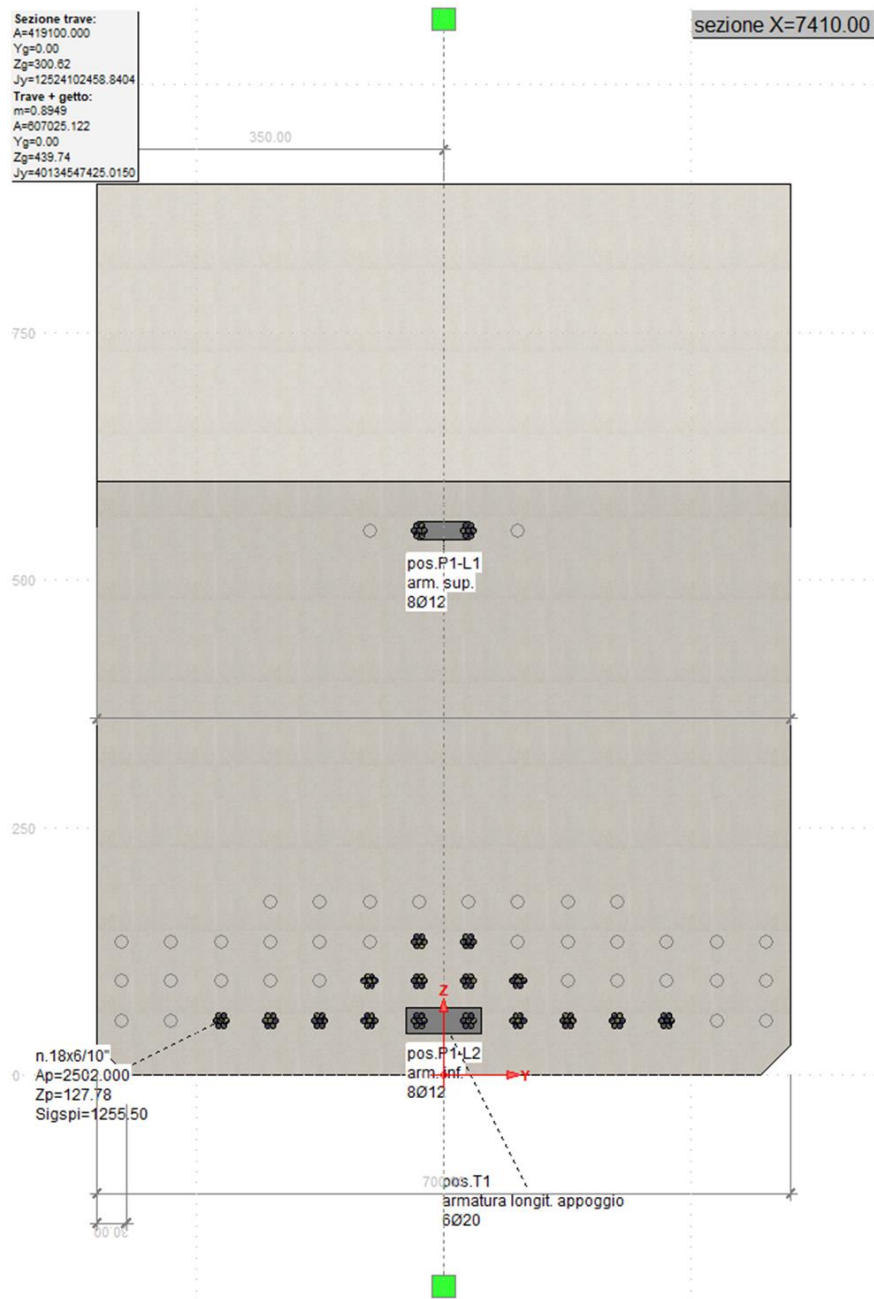 Sezione trave:
A=419100.000
Yg=0.00
Zg=300.62
Jy=12524102458.8404
Trave + getto:
m=0.8949
A=607025.122
Yg=0.00
Zg=439.74
Jy=40134547425.0150
sezione X=7410.00
350.00
750
pos.P1-L1
arm. sup.
8Ø12
500
250
Z
Y
0
n.18x6/10"
Ap=2502.000
Zp=127.78
Sigspi=1255.50
pos.P1-L2
arm. inf.
8Ø12
pos.T1
armatura longit. appoggio
6Ø20
30.00